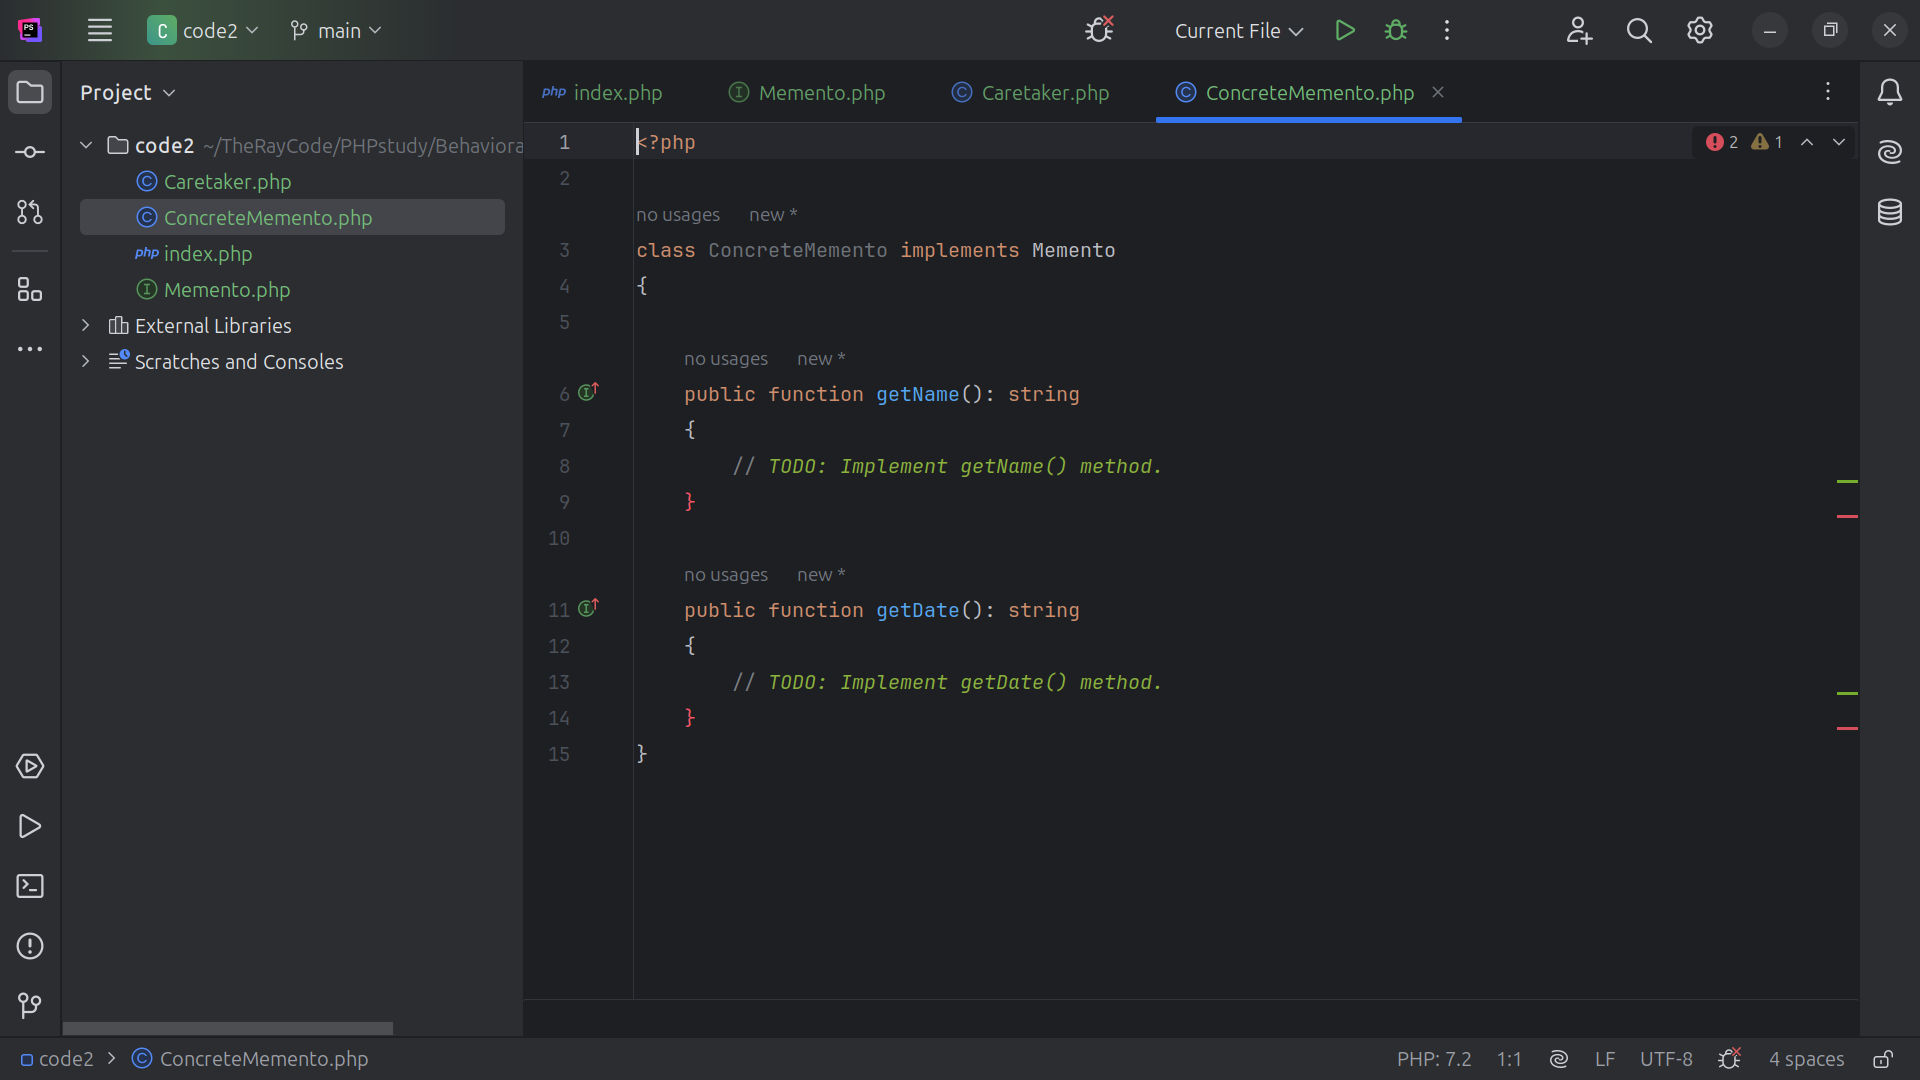 PS
C code2 main Current File
Project
code2 ~/TheRayCode/PHPstudy/Behaviora
Caretaker.php
ConcreteMemento.php
index.php
Memento.php
External Libraries
Scratches and Consoles
index.php Memento.php Caretaker.php ConcreteMemento.php
2 1
1 <?php
2
no usages new *
3 class ConcreteMemento implements Memento
4 {
5
no usages new *
6 public function getName(): string
7 {
8 // TODO: Implement getName() method.
9 }
10
no usages new *
11 public function getDate(): string
12 {
13 // TODO: Implement getDate() method.
14 }
15 }
code2 > ConcreteMemento.php PHP: 7.2 1:1 LF UTF-8 4 spaces